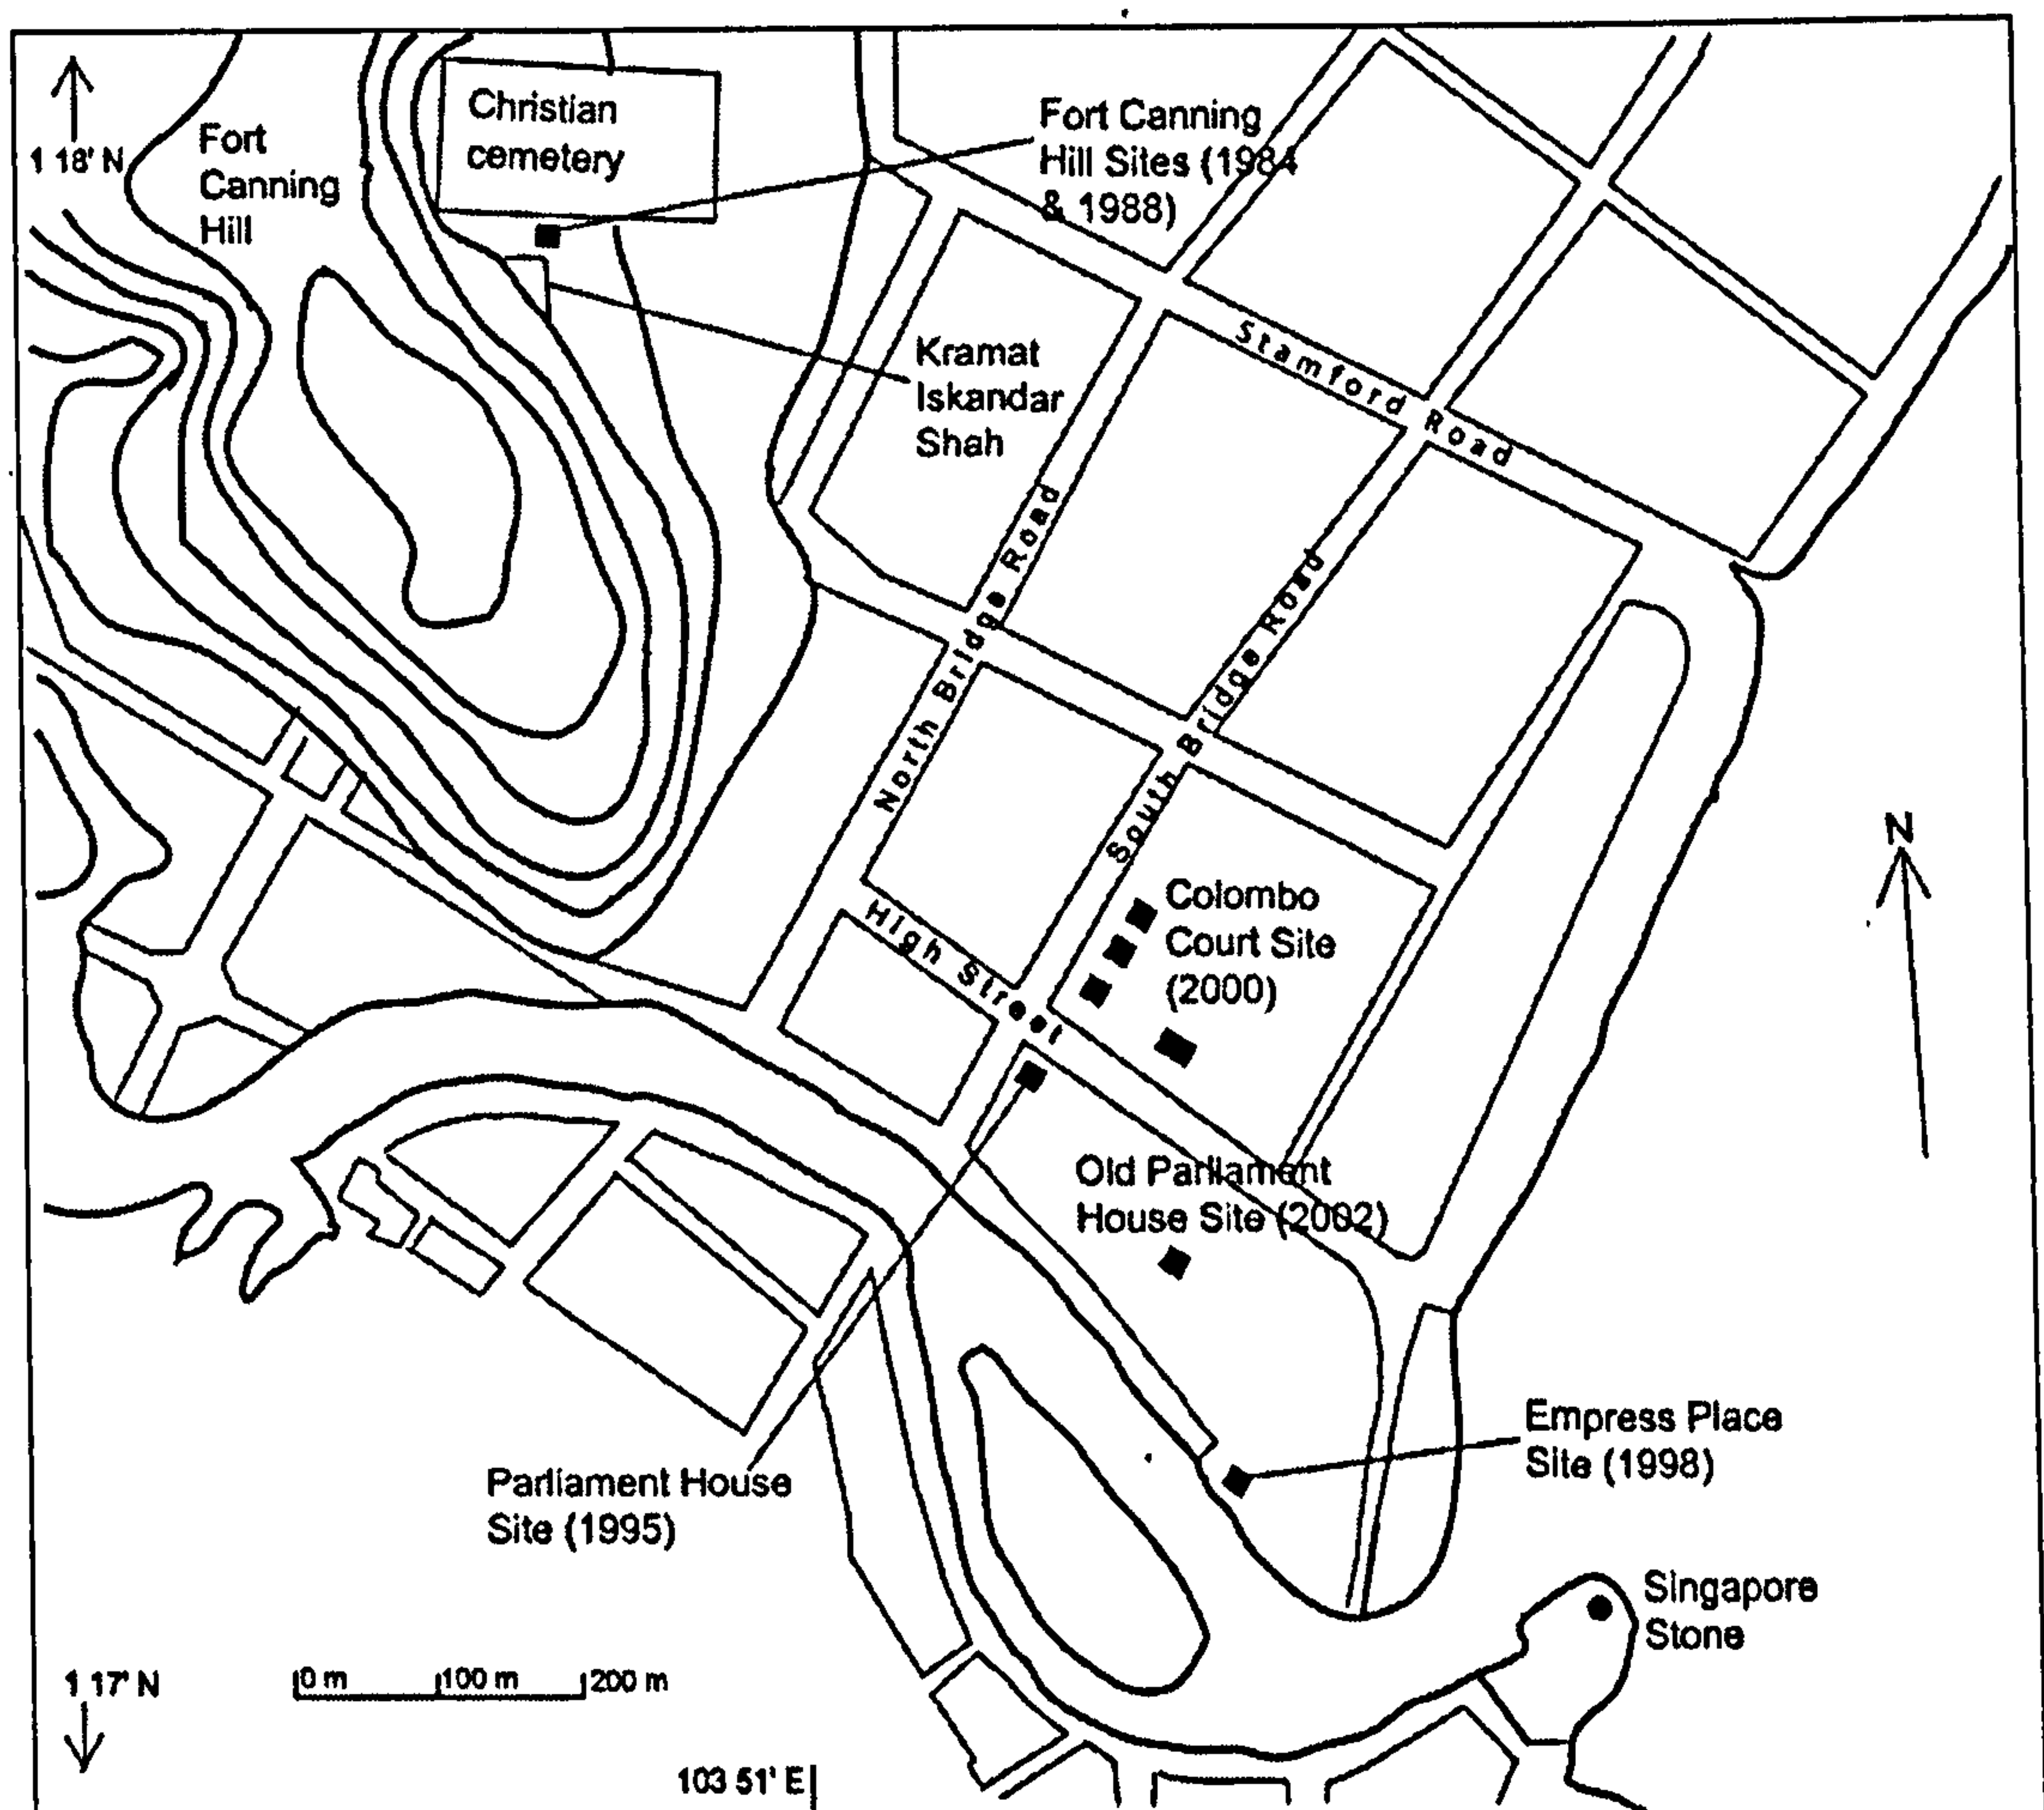 Christian
cemetery
Fort Canning
Hill Sites (1984
& 1988)
1 18' N
Fort
Canning
Hill
Kramat
Iskandar
Shah
Stamford Road
North Bridge Road
South Bridge Road
N
High Street
Colombo
Court Site
(2000)
Old Parliament
House Site (2002)
Empress Place
Site (1998)
Parliament House
Site (1995)
Singapore
Stone
1 17' N
0 m 100 m 200 m
103 51' E